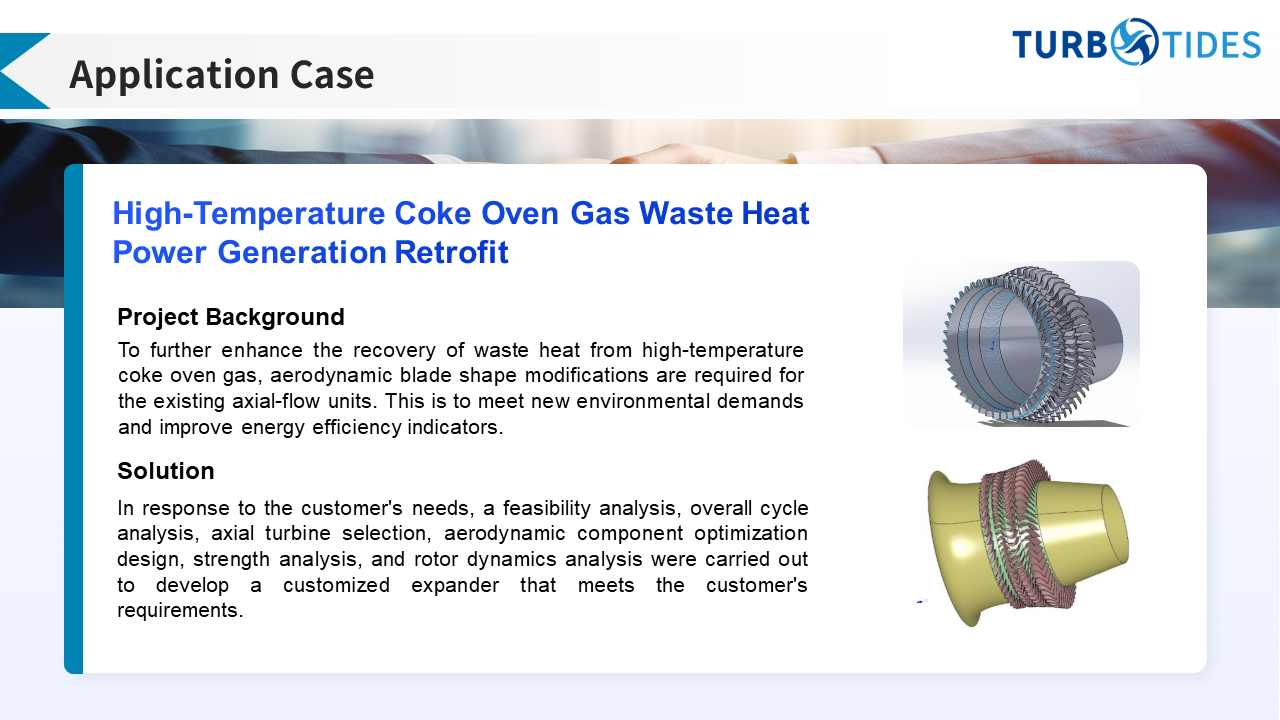 TURBOTIDES
Application Case
High-Temperature Coke Oven Gas Waste Heat
Power Generation Retrofit
Project Background
To further enhance the recovery of waste heat from high-temperature
coke oven gas, aerodynamic blade shape modifications are required for
the existing axial-flow units. This is to meet new environmental demands
and improve energy efficiency indicators.
Solution
In response to the customer's needs, a feasibility analysis, overall cycle
analysis, axial turbine selection, aerodynamic component optimization
design, strength analysis, and rotor dynamics analysis were carried out
to develop a customized expander that meets the customer's
requirements.